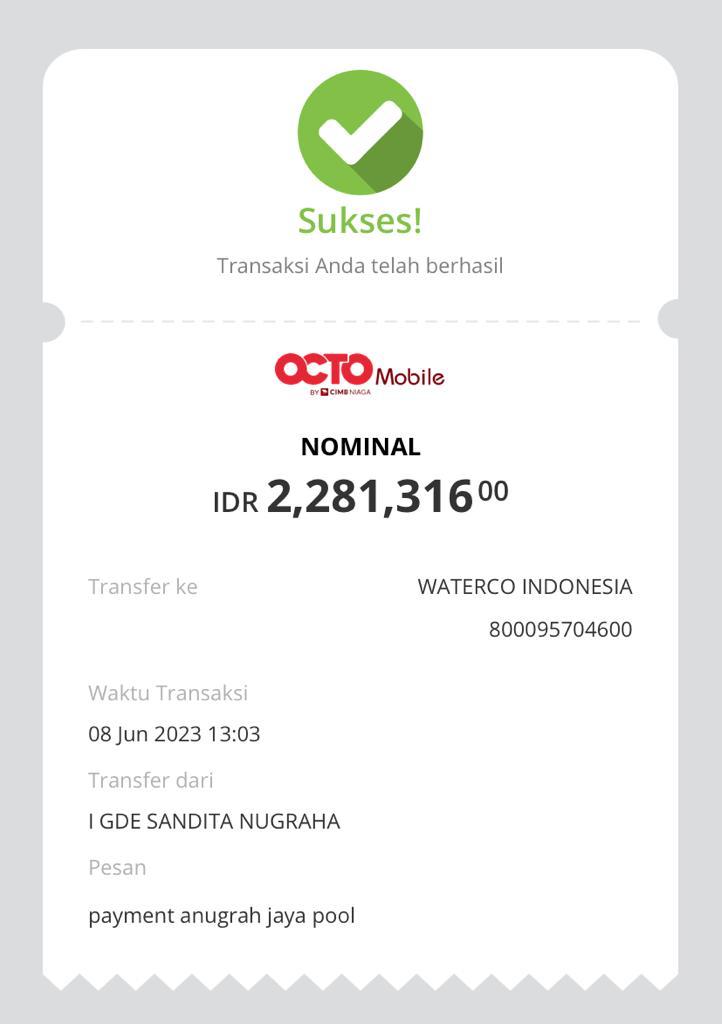 Sukses!
Transaksi Anda telah berhasil
OCTO Mobile
BY CIMB NIAGA
NOMINAL
IDR 2,281,316 00
Transfer ke WATERCO INDONESIA
800095704600
Waktu Transaksi
08 Jun 2023 13:03
Transfer dari
I GDE SANDITA NUGRAHA
Pesan
payment anugrah jaya pool